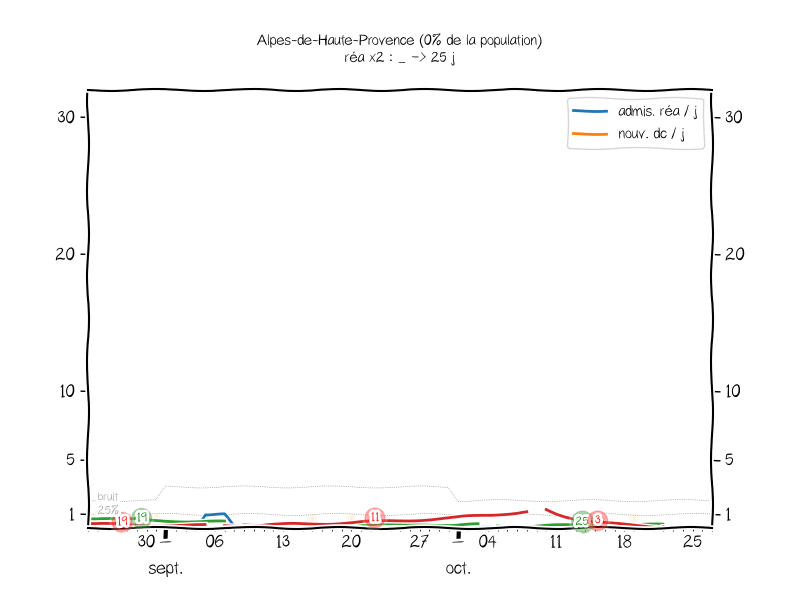 Alpes-de-Haute-Provence (0% de la population)
réa x2 : _ -> 25 j
admis. réa / j
nouv. dc / j
30 30
20 20
10 10
5 5
1 1
bruit
25%
19 19 11 25 3
30 06 13 20 27 04 11 18 25
sept. oct.